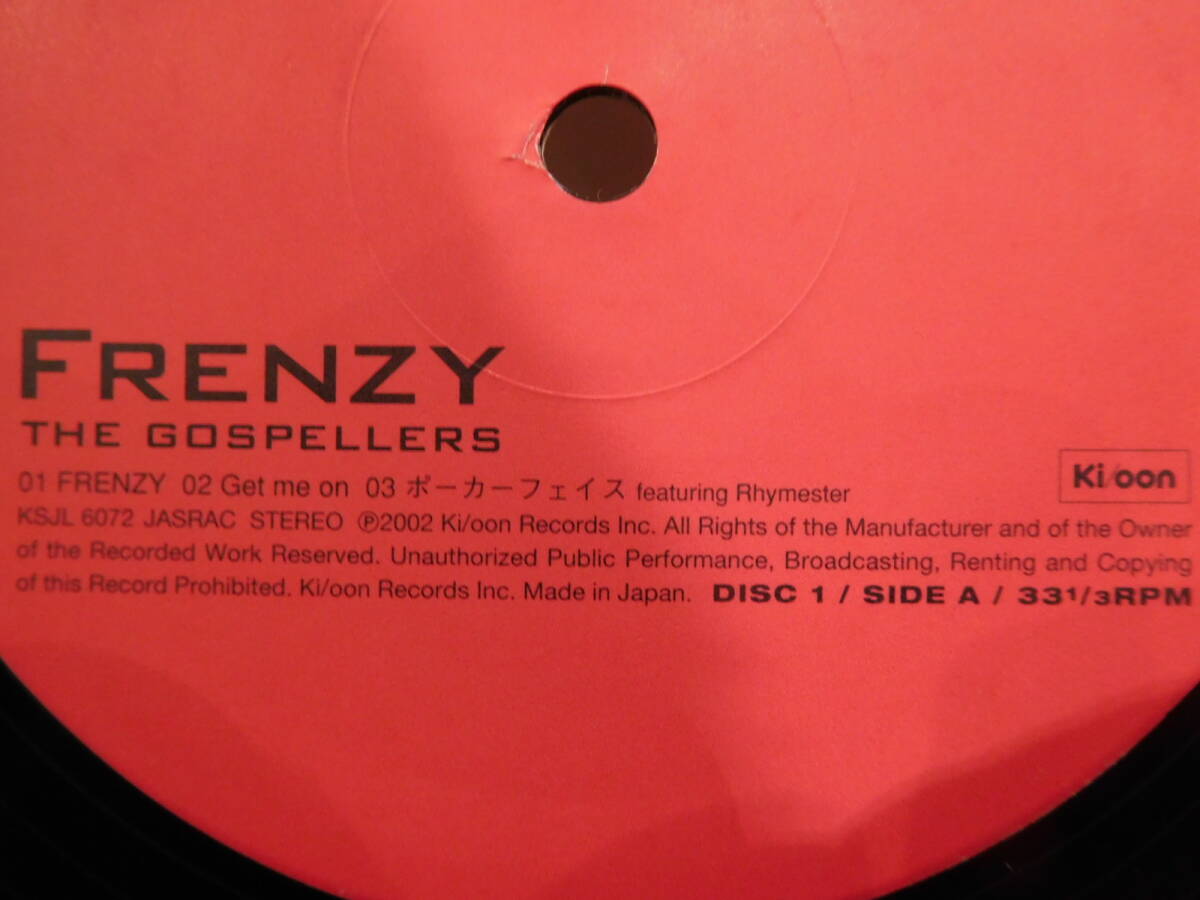 FRENZY
THE GOSPELLERS
01 FRENZY 02 Get me on 03 ポーカーフェイス featuring Rhymester
Ki/oon
KSJL 6072 JASRAC STEREO Ⓟ2002 Ki/oon Records Inc. All Rights of the Manufacturer and of the Owner
of the Recorded Work Reserved. Unauthorized Public Performance, Broadcasting, Renting and Copying
of this Record Prohibited. Ki/oon Records Inc. Made in Japan. DISC 1 / SIDE A / 33 1/3RPM